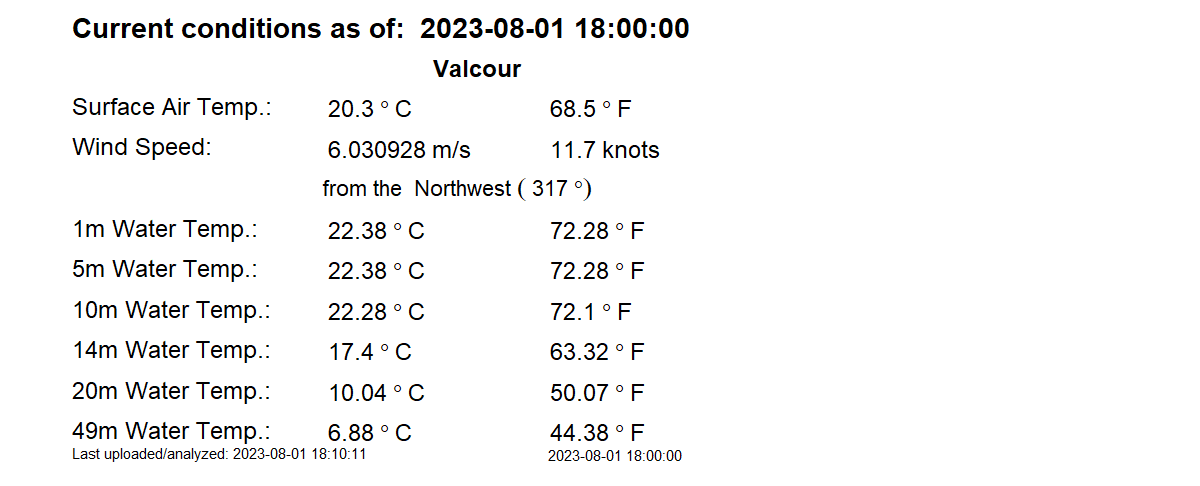 Current conditions as of:  2023-08-01 18:00:00
Valcour
Surface Air Temp.: 20.3 ° C 68.5 ° F
Wind Speed: 6.030928 m/s 11.7 knots
from the  Northwest ( 317 °)
1m Water Temp.: 22.38 ° C 72.28 ° F
5m Water Temp.: 22.38 ° C 72.28 ° F
10m Water Temp.: 22.28 ° C 72.1 ° F
14m Water Temp.: 17.4 ° C 63.32 ° F
20m Water Temp.: 10.04 ° C 50.07 ° F
49m Water Temp.: 6.88 ° C 44.38 ° F
Last uploaded/analyzed: 2023-08-01 18:10:11 2023-08-01 18:00:00